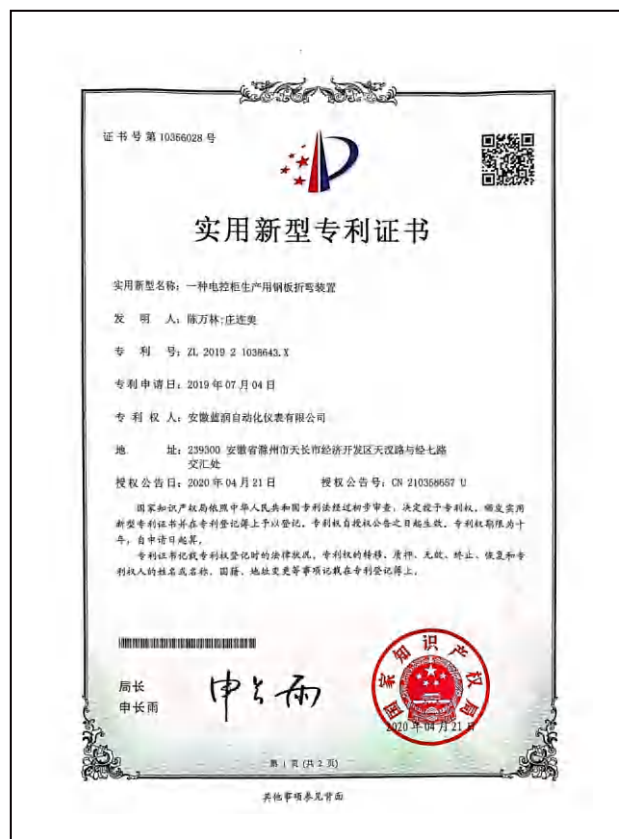 证书号第10366028号
实用新型专利证书
实用新型名称：一种电控柜生产用钢板折弯装置
发 明 人：陈万林;庄连奥
专 利 号：ZL 2019 2 1038643.X
专利申请日：2019年07月04日
专 利 权 人：安徽蓝润自动化仪表有限公司
地 址：239300 安徽省滁州市天长市经济开发区天汊路与经七路
交汇处
授权公告日：2020年04月21日 授权公告号：CN 210358657 U
国家知识产权局依照中华人民共和国专利法经过初步审查，决定授予专利权，颁发实用
新型专利证书并在专利登记簿上予以登记。专利权自授权公告之日起生效。专利权期限为十
年，自申请日起算。
专利证书记载专利权登记时的法律状况。专利权的转移、质押、无效、终止、恢复和专
利权人的姓名或名称、国籍、地址变更等事项记载在专利登记簿上。
局长
申长雨
申长雨
国家知识产权局
2020年04月21日
第 1 页 (共 2 页)
其他事项参见背面